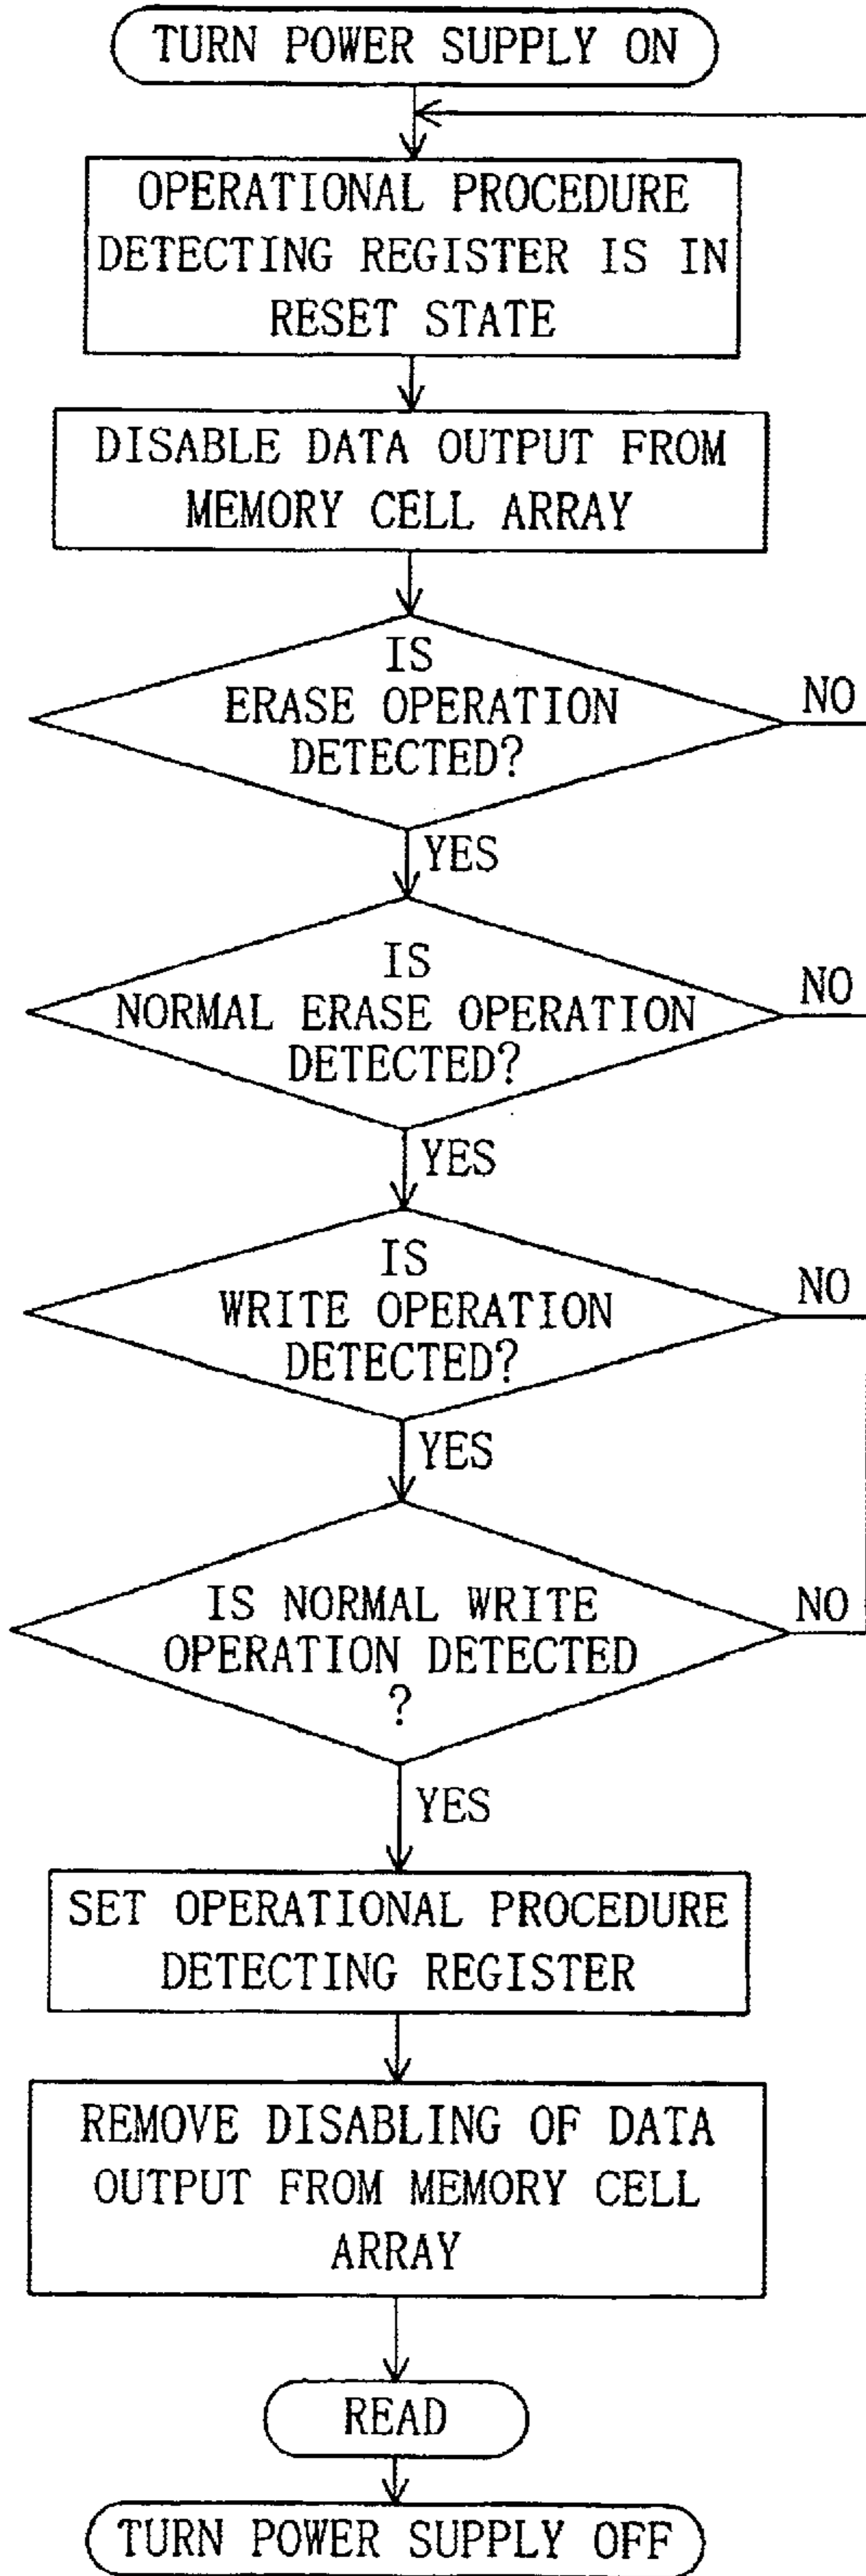 TURN POWER SUPPLY ON
OPERATIONAL PROCEDURE
DETECTING REGISTER IS IN
RESET STATE
DISABLE DATA OUTPUT FROM
MEMORY CELL ARRAY
IS
ERASE OPERATION
DETECTED?
NO
YES
IS
NORMAL ERASE OPERATION
DETECTED?
NO
YES
IS
WRITE OPERATION
DETECTED?
NO
YES
IS NORMAL WRITE
OPERATION DETECTED
?
NO
YES
SET OPERATIONAL PROCEDURE
DETECTING REGISTER
REMOVE DISABLING OF DATA
OUTPUT FROM MEMORY CELL
ARRAY
READ
TURN POWER SUPPLY OFF